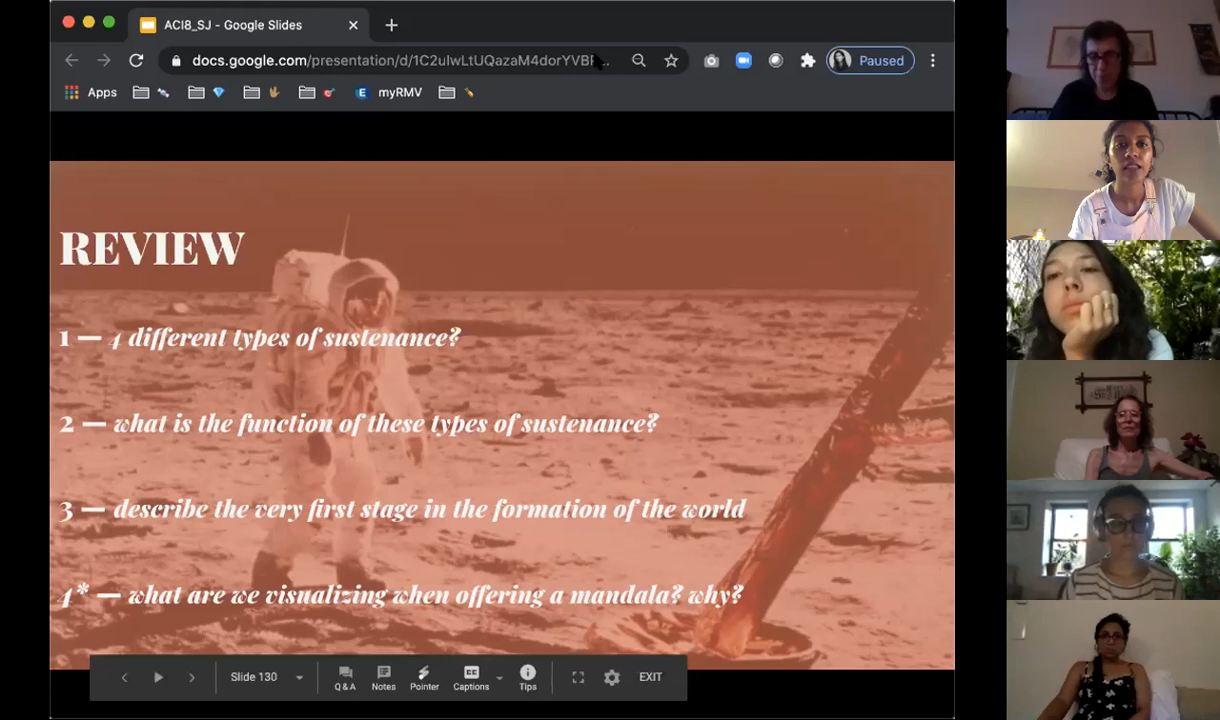 ACI8_SJ - Google Slides
docs.google.com/presentation/d/1C2ulwLtUQazaM4dorYVB
Paused
Apps
myRMV
REVIEW
1 — 4 different types of sustenance?
2 — what is the function of these types of sustenance?
3 — describe the very first stage in the formation of the world
4* — what are we visualizing when offering a mandala? why?
Slide 130
Q & A
Notes
Pointer
CC
Captions
Tips
EXIT